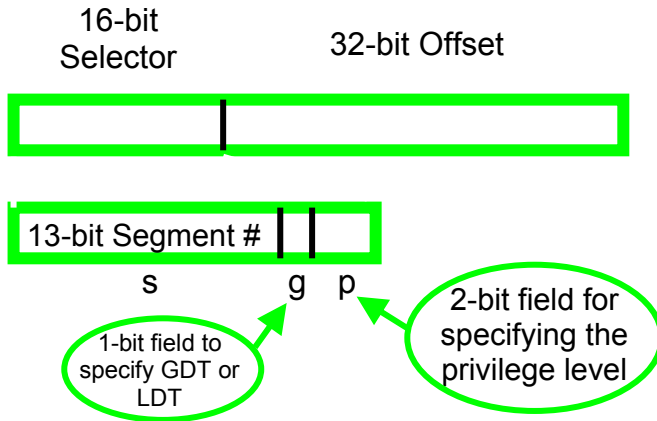 16-bit
Selector
32-bit Offset
13-bit Segment #
s
g
p
1-bit field to
specify GDT or
LDT
2-bit field for
specifying the
privilege level